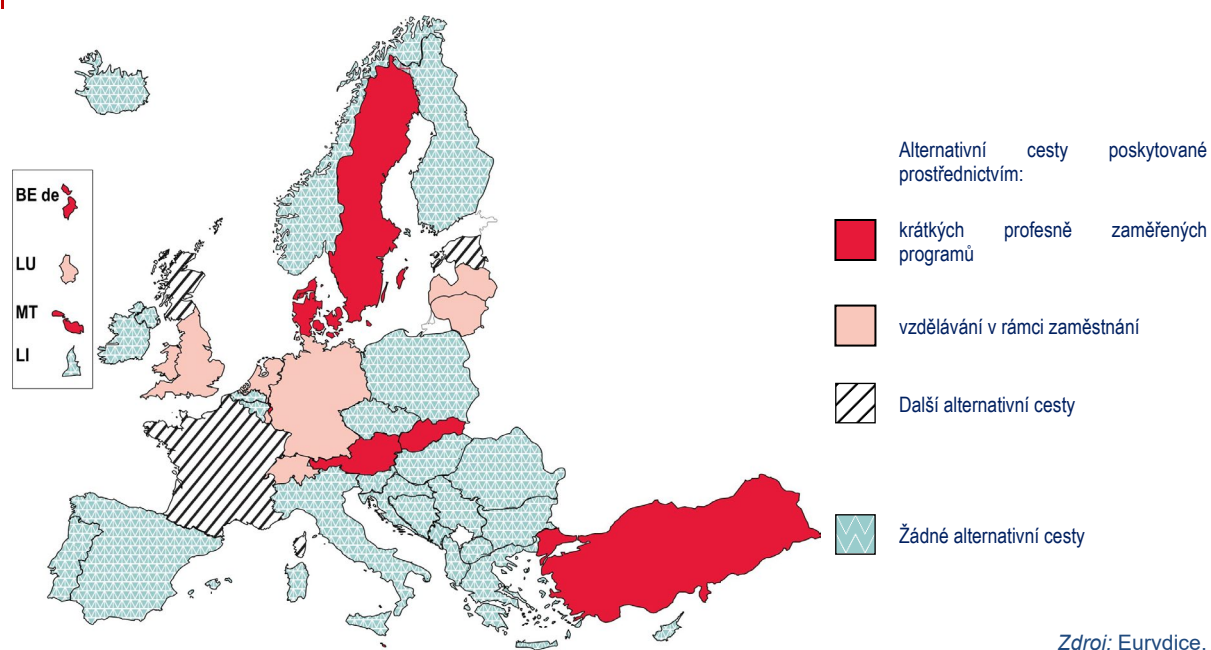 BE de
LU
MT
LI
Alternativní cesty poskytované
prostřednictvím:
krátkých profesně zaměřených
programů
vzdělávání v rámci zaměstnání
Další alternativní cesty
Žádné alternativní cesty
Zdroj: Eurydice.